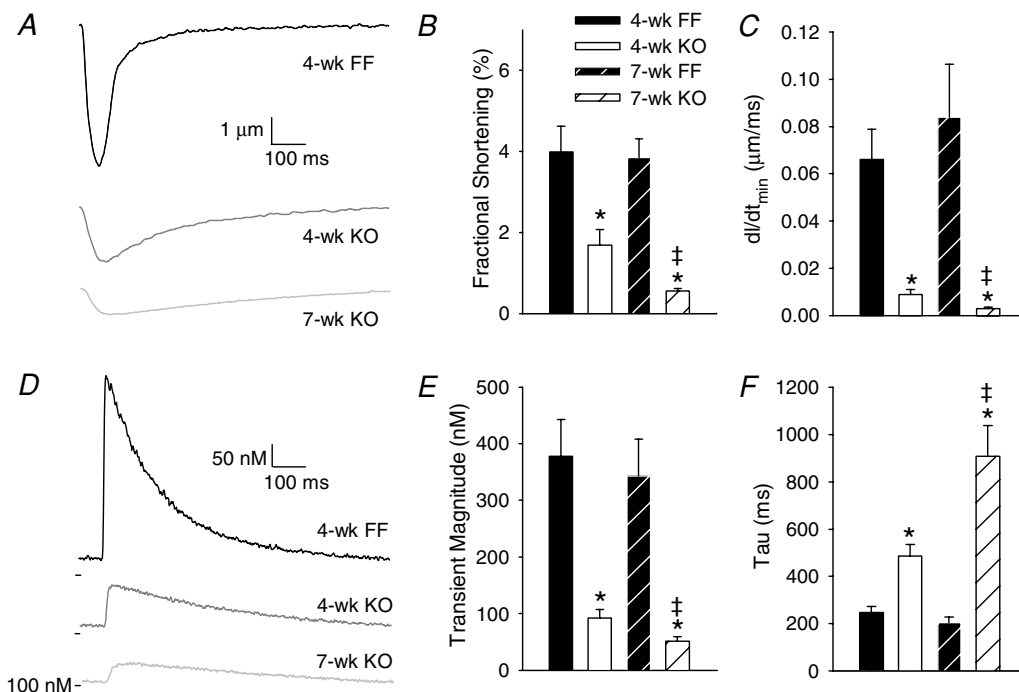 A
4-wk FF
1 μm
100 ms
4-wk KO
7-wk KO
B
Fractional Shortening (%)
6
4
2
0
4-wk FF
4-wk KO
7-wk FF
7-wk KO
*
‡
*
C
dl/dtmin (μm/ms)
0.12
0.10
0.08
0.06
0.04
0.02
0.00
*
‡
*
D
50 nM
100 ms
4-wk FF
4-wk KO
7-wk KO
100 nM
E
Transient Magnitude (nM)
500
400
300
200
100
0
*
‡
*
F
Tau (ms)
1200
1000
800
600
400
200
0
*
‡
*